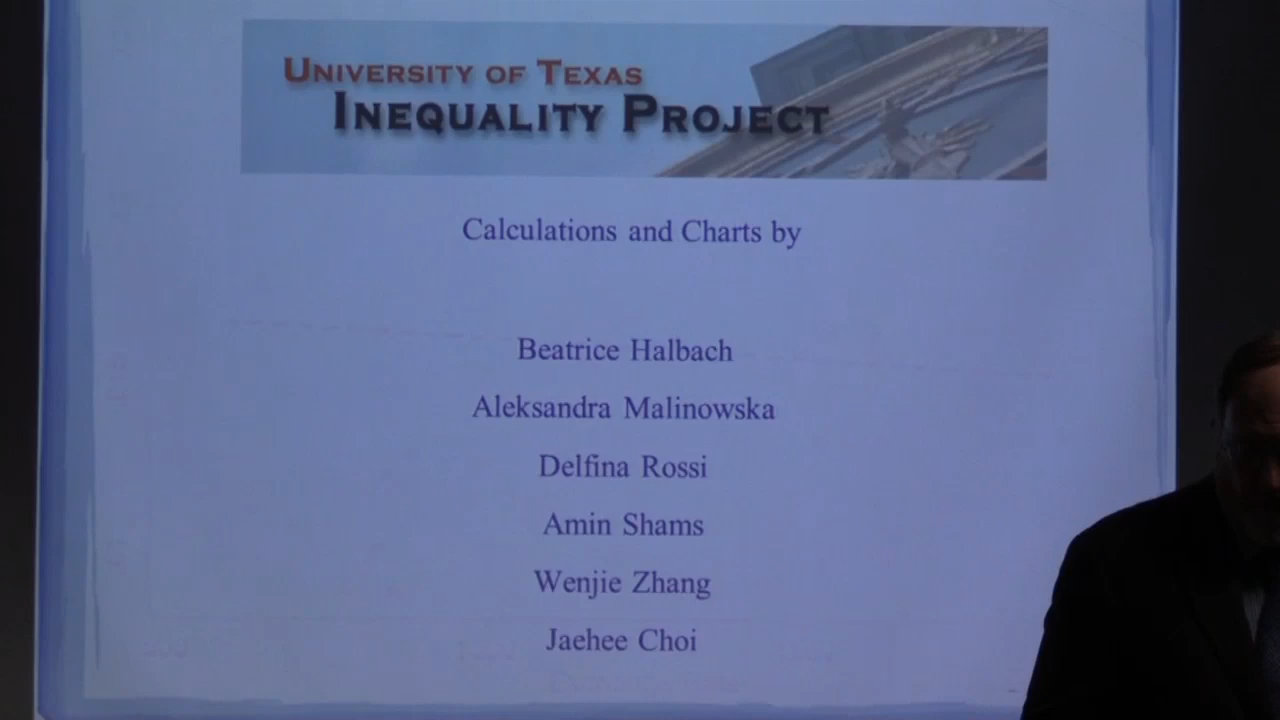 UNIVERSITY OF TEXAS
INEQUALITY PROJECT
Calculations and Charts by
Beatrice Halbach
Aleksandra Malinowska
Delfina Rossi
Amin Shams
Wenjie Zhang
Jaehee Choi